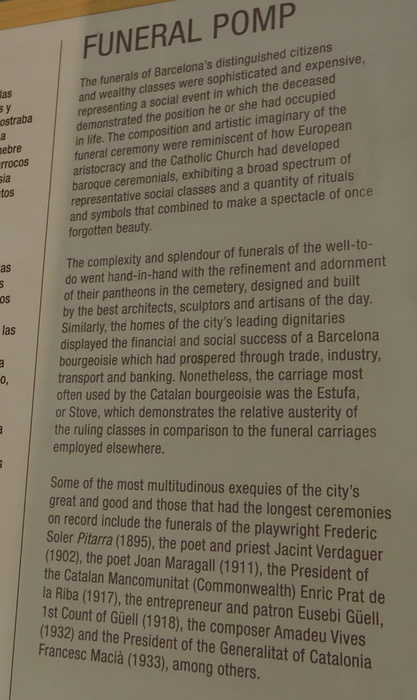 FUNERAL POMP
The funerals of Barcelona's distinguished citizens
and wealthy classes were sophisticated and expensive,
representing a social event in which the deceased
demonstrated the position he or she had occupied
in life. The composition and artistic imaginary of the
funeral ceremony were reminiscent of how European
aristocracy and the Catholic Church had developed
baroque ceremonials, exhibiting a broad spectrum of
representative social classes and a quantity of rituals
and symbols that combined to make a spectacle of once
forgotten beauty.
The complexity and splendour of funerals of the well-to-
do went hand-in-hand with the refinement and adornment
of their pantheons in the cemetery, designed and built
by the best architects, sculptors and artisans of the day.
Similarly, the homes of the city's leading dignitaries
displayed the financial and social success of a Barcelona
bourgeoisie which had prospered through trade, industry,
transport and banking. Nonetheless, the carriage most
often used by the Catalan bourgeoisie was the Estufa,
or Stove, which demonstrates the relative austerity of
the ruling classes in comparison to the funeral carriages
employed elsewhere.
Some of the most multitudinous exequies of the city's
great and good and those that had the longest ceremonies
on record include the funerals of the playwright Frederic
Soler Pitarra (1895), the poet and priest Jacint Verdaguer
(1902), the poet Joan Maragall (1911), the President of
the Catalan Mancomunitat (Commonwealth) Enric Prat de
la Riba (1917), the entrepreneur and patron Eusebi Güell,
1st Count of Güell (1918), the composer Amadeu Vives
(1932) and the President of the Generalitat of Catalonia
Francesc Macià (1933), among others.